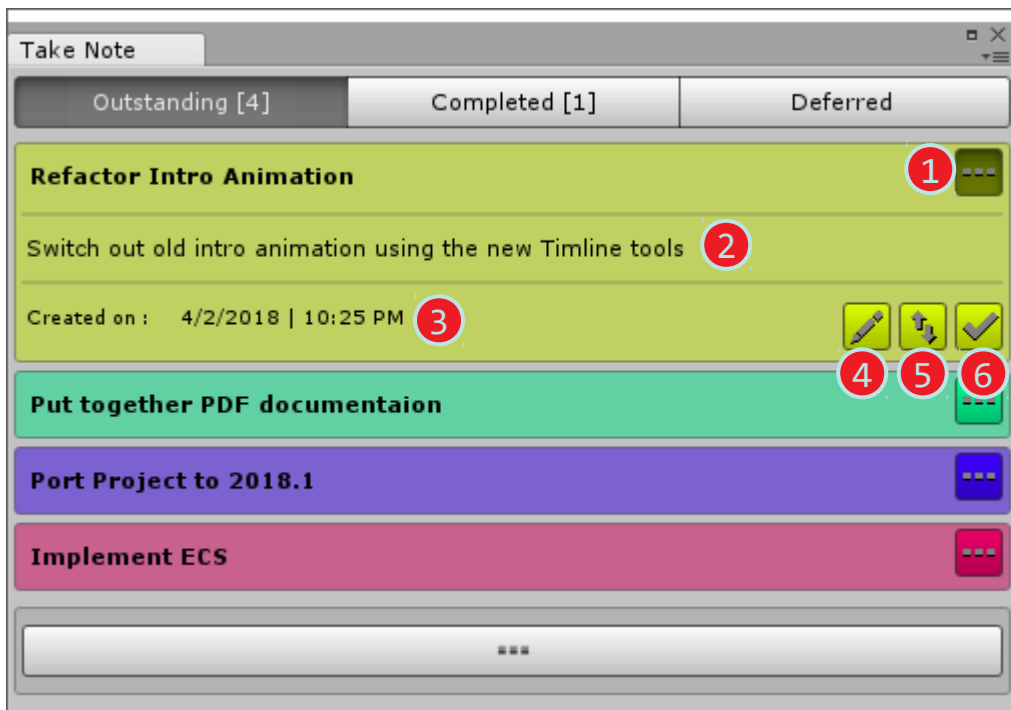 Take Note
Outstanding [4] Completed [1] Deferred
Refactor Intro Animation 1
Switch out old intro animation using the new Timline tools 2
Created on : 4/2/2018 | 10:25 PM 3
4 5 6
Put together PDF documentaion
Port Project to 2018.1
Implement ECS